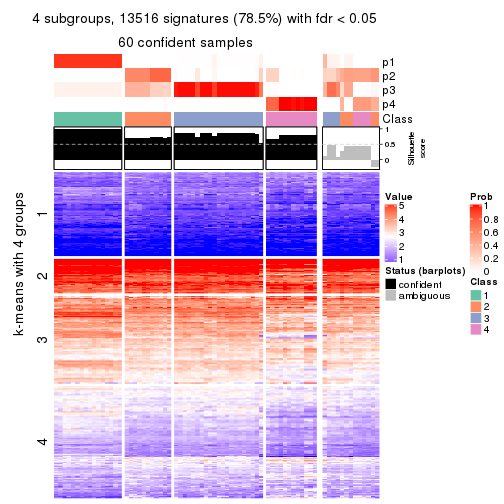 4 subgroups, 13516 signatures (78.5%) with fdr < 0.05
60 confident samples
p1
p2
p3
p4
Class
1
0.5
0
Silhouette
score
k-means with 4 groups
1
2
3
4
Value
5
4
3
2
1
Status (barplots)
confident
ambiguous
Prob
1
0.8
0.6
0.4
0.2
0
Class
1
2
3
4